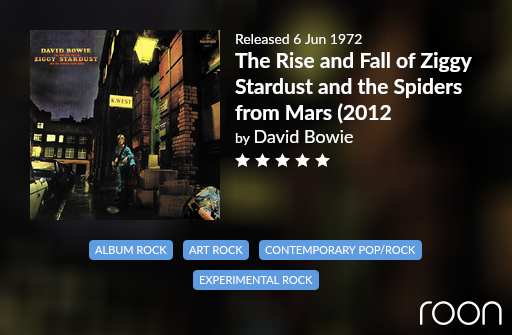 DAVID BOWIE
ZIGGY STARDUST
K.WEST
Released 6 Jun 1972
The Rise and Fall of Ziggy
Stardust and the Spiders
from Mars (2012
by David Bowie
ALBUM ROCK
ART ROCK
CONTEMPORARY POP/ROCK
EXPERIMENTAL ROCK
roon